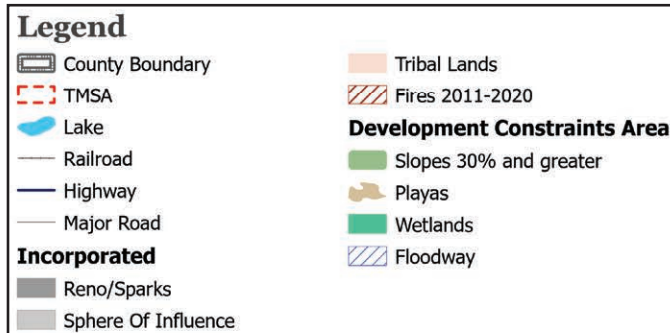 Legend
County Boundary
TMSA
Lake
Railroad
Highway
Major Road
Incorporated
Reno/Sparks
Sphere Of Influence
Tribal Lands
Fires 2011-2020
Development Constraints Area
Slopes 30% and greater
Playas
Wetlands
Floodway